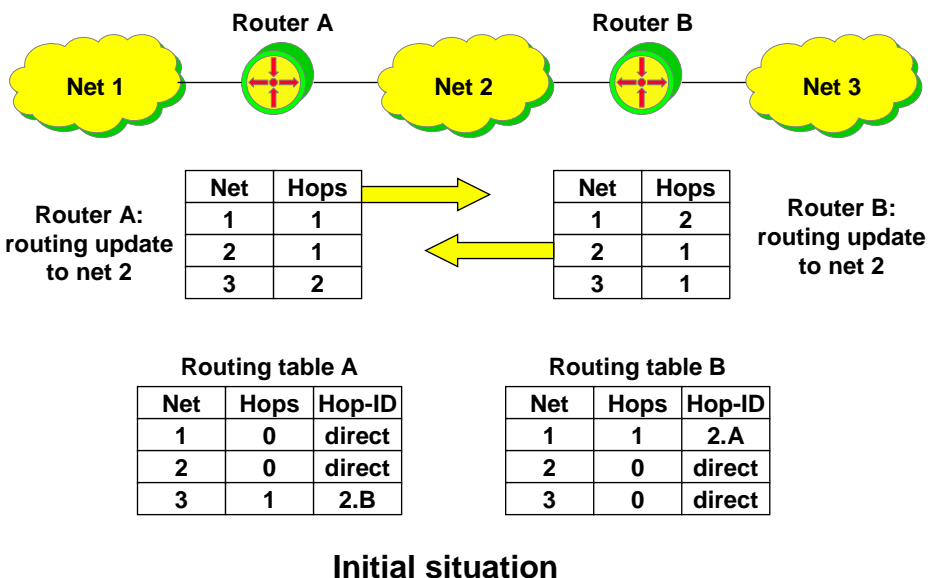 Router A Router B
Net 1 Net 2 Net 3
Router A:
routing update
to net 2
Net Hops
1 1
2 1
3 2
Net Hops
1 2
2 1
3 1
Router B:
routing update
to net 2
Routing table A
Net Hops Hop-ID
1 0 direct
2 0 direct
3 1 2.B
Routing table B
Net Hops Hop-ID
1 1 2.A
2 0 direct
3 0 direct
Initial situation